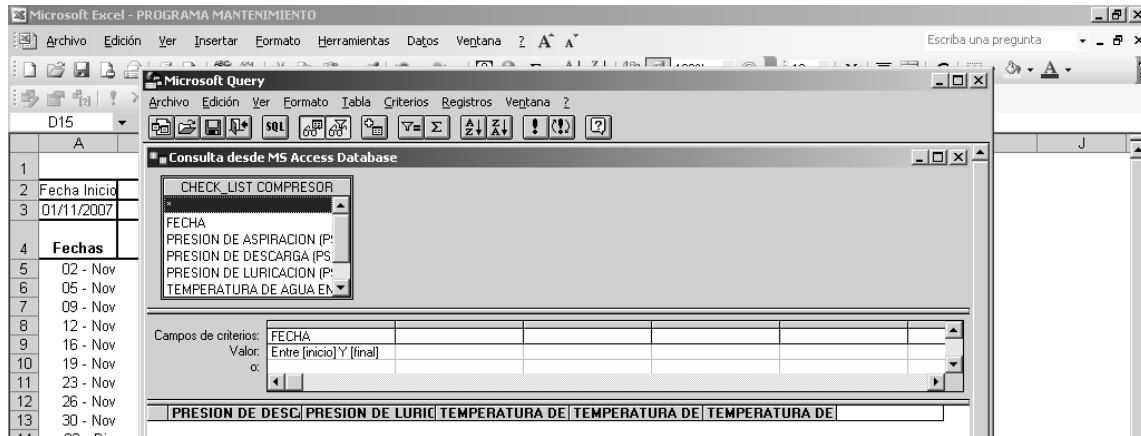 Microsoft Excel - PROGRAMA MANTENIMIENTO
Archivo Edición Ver Insertar Formato Herramientas Datos Ventana ? A A Escriba una pregunta
Microsoft Query
Archivo Edición Ver Formato Tabla Criterios Registros Ventana ?
D15
SQL
A J
Consulta desde MS Access Database
1
CHECK_LIST COMPRESOR
2 Fecha Inicio
*
3 01/11/2007
FECHA
PRESION DE ASPIRACION (P
4 Fechas
PRESION DE DESCARGA (PS
5 02 - Nov
PRESION DE LURICACION (P
6 05 - Nov
TEMPERATURA DE AGUA EN
7 09 - Nov
8 12 - Nov
Campos de criterios: FECHA
9 16 - Nov
Valor: Entre [inicio] Y [final]
10 19 - Nov
o:
11 23 - Nov
12 26 - Nov
PRESION DE DESC PRESION DE LURIC TEMPERATURA DE TEMPERATURA DE TEMPERATURA DE
13 30 - Nov